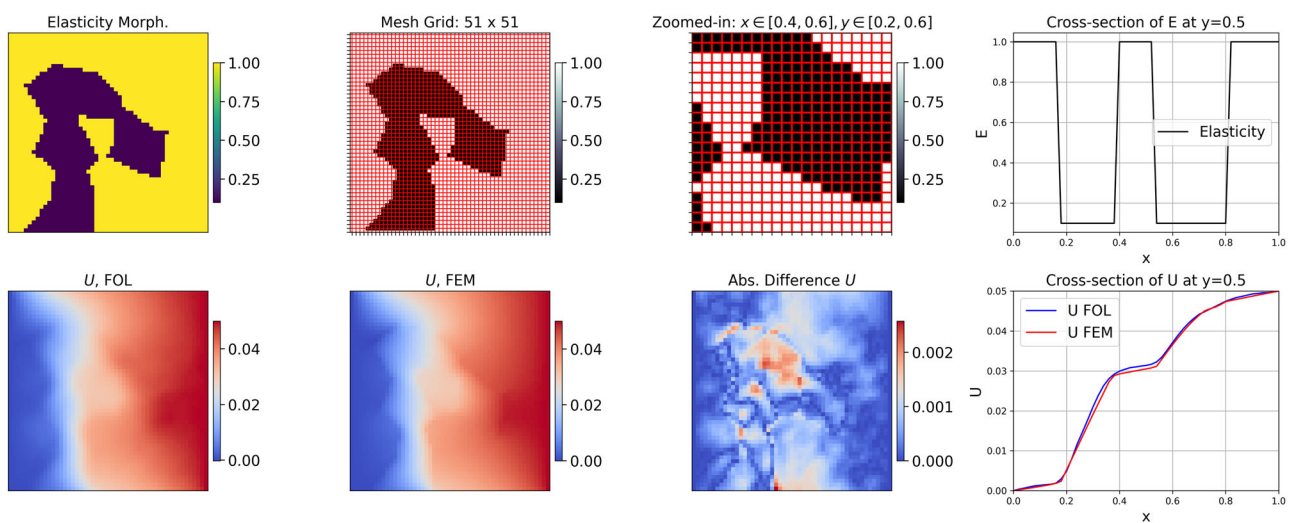 Elasticity Morph.
1.00
0.75
0.50
0.25
Mesh Grid: 51 x 51
1.00
0.75
0.50
0.25
Zoomed-in: x ∈ [0.4, 0.6], y ∈ [0.2, 0.6]
1.00
0.75
0.50
0.25
Cross-section of E at y=0.5
1.0
0.8
0.6
0.4
0.2
E
Elasticity
0.0 0.2 0.4 0.6 0.8 1.0
x
U, FOL
0.04
0.02
0.00
U, FEM
0.04
0.02
0.00
Abs. Difference U
0.002
0.001
0.000
Cross-section of U at y=0.5
0.05
0.04
0.03
0.02
0.01
0.00
U
U FOL
U FEM
0.0 0.2 0.4 0.6 0.8 1.0
x